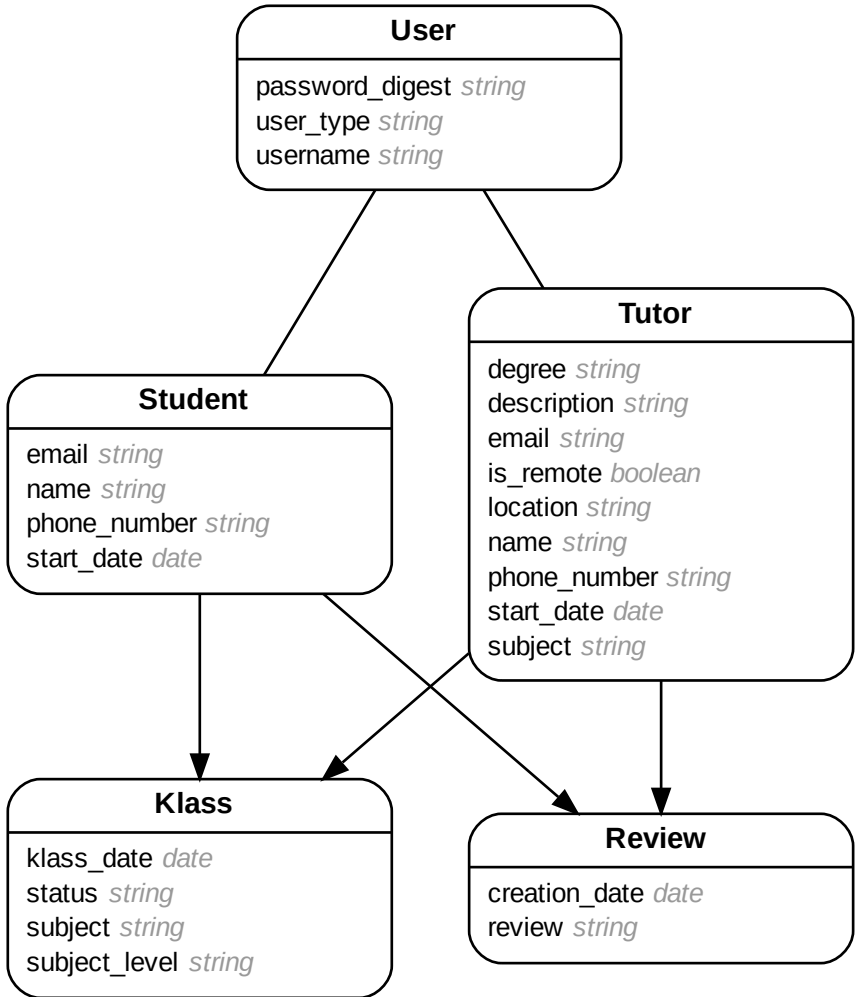 User
password_digest string
user_type string
username string
Tutor
degree string
description string
email string
is_remote boolean
location string
name string
phone_number string
start_date date
subject string
Student
email string
name string
phone_number string
start_date date
Klass
klass_date date
status string
subject string
subject_level string
Review
creation_date date
review string